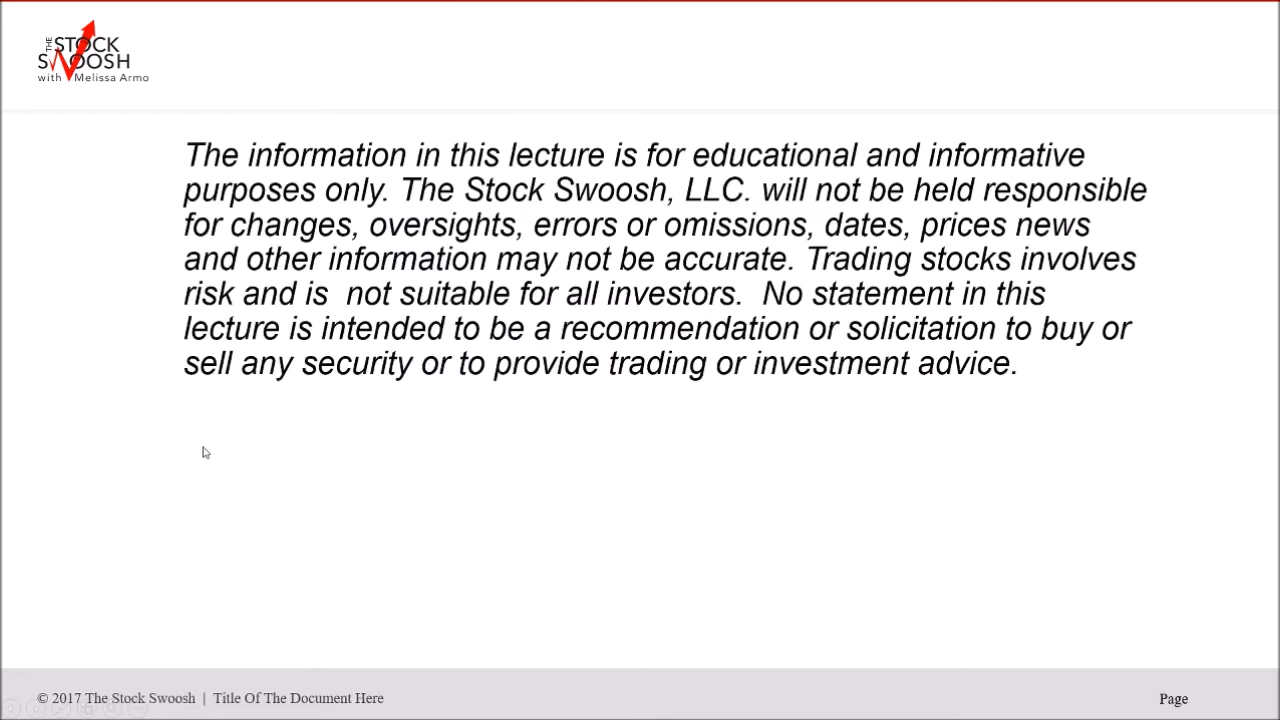 THE STOCK
SWOOSH
with Melissa Armo
The information in this lecture is for educational and informative
purposes only. The Stock Swoosh, LLC. will not be held responsible
for changes, oversights, errors or omissions, dates, prices news
and other information may not be accurate. Trading stocks involves
risk and is  not suitable for all investors.  No statement in this
lecture is intended to be a recommendation or solicitation to buy or
sell any security or to provide trading or investment advice.
© 2017 The Stock Swoosh | Title Of The Document Here
Page